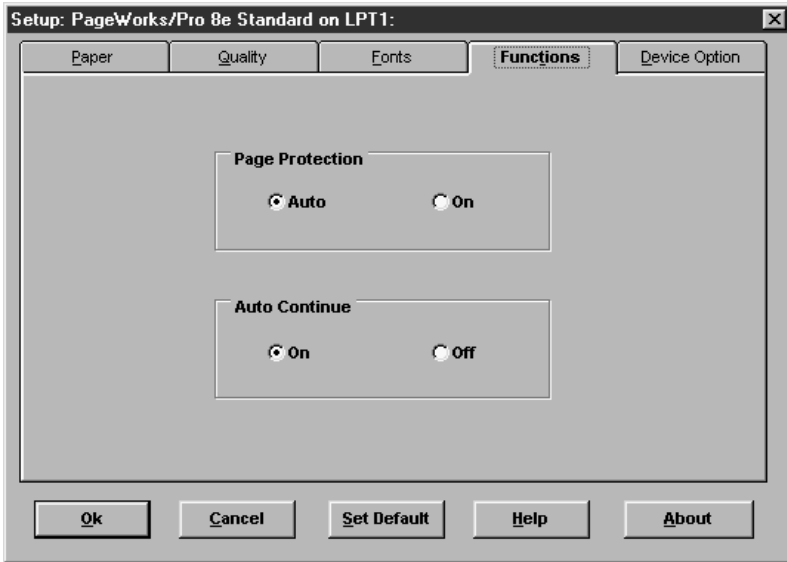 Setup: PageWorks/Pro 8e Standard on LPT1:
Paper Quality Fonts Functions Device Option
Page Protection
Auto On
Auto Continue
On Off
Ok Cancel Set Default Help About